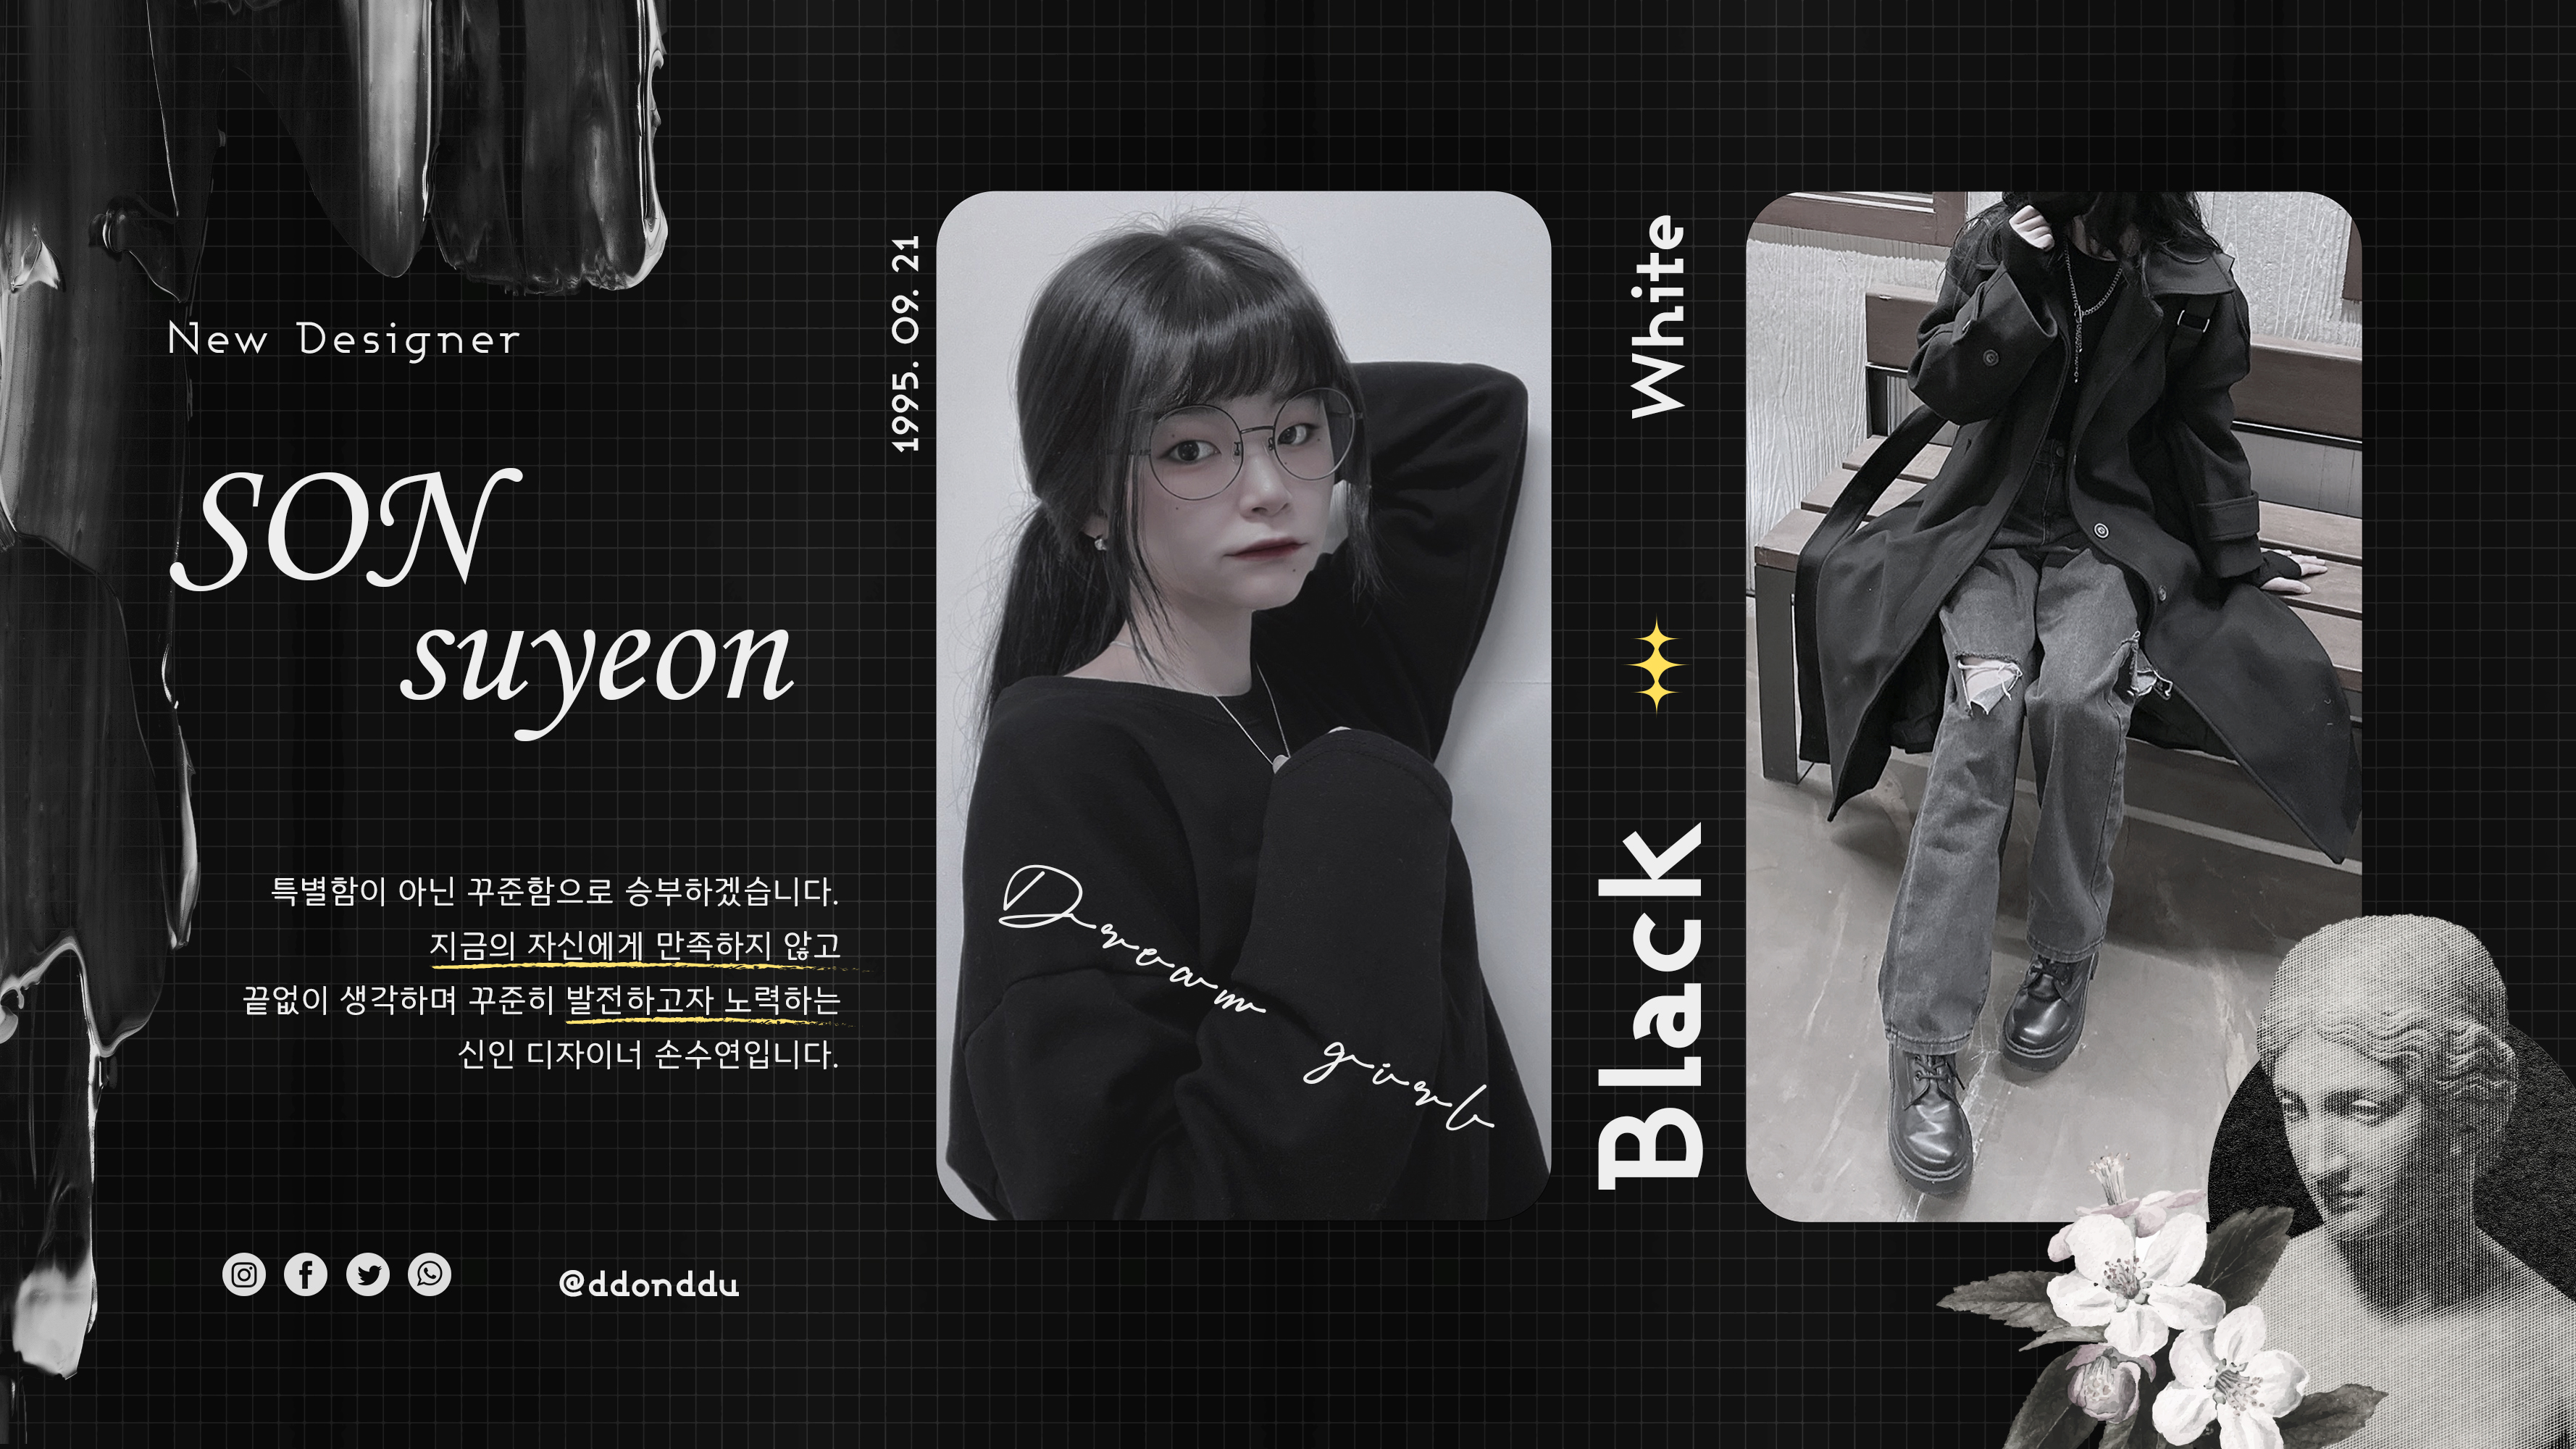 New Designer
SON
suyeon
특별함이 아닌 꾸준함으로 승부하겠습니다.
지금의 자신에게 만족하지 않고
끝없이 생각하며 꾸준히 발전하고자 노력하는
신인 디자이너 손수연입니다.
@ddonddu
1995. 09. 21
Dream girl
Black
White